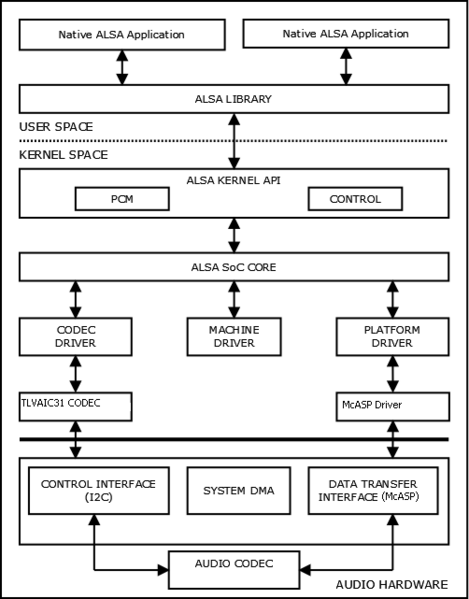 Native ALSA Application
Native ALSA Application
ALSA LIBRARY
USER SPACE
KERNEL SPACE
ALSA KERNEL API
PCM
CONTROL
ALSA SoC CORE
CODEC
DRIVER
MACHINE
DRIVER
PLATFORM
DRIVER
TLVAIC31 CODEC
McASP Driver
CONTROL INTERFACE
(I2C)
SYSTEM DMA
DATA TRANSFER
INTERFACE (McASP)
AUDIO CODEC
AUDIO HARDWARE